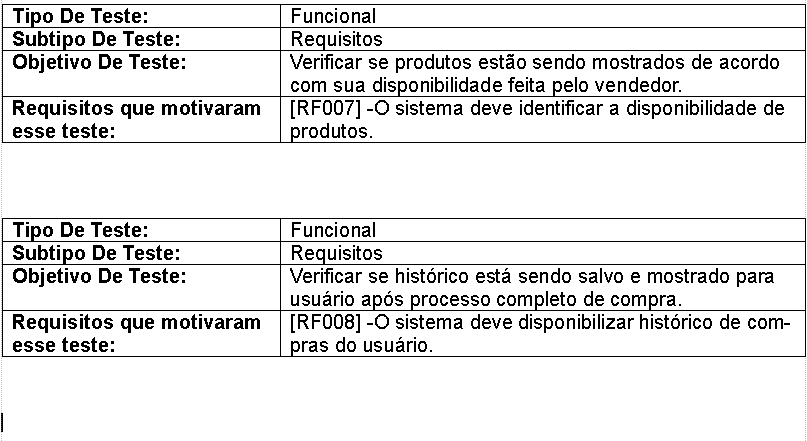 Tipo De Teste: Funcional
Subtipo De Teste: Requisitos
Objetivo De Teste: Verificar se produtos estão sendo mostrados de acordo
com sua disponibilidade feita pelo vendedor.
Requisitos que motivaram [RF007] -O sistema deve identificar a disponibilidade de
esse teste: produtos.
Tipo De Teste: Funcional
Subtipo De Teste: Requisitos
Objetivo De Teste: Verificar se histórico está sendo salvo e mostrado para
usuário após processo completo de compra.
Requisitos que motivaram [RF008] -O sistema deve disponibilizar histórico de com-
esse teste: pras do usuário.